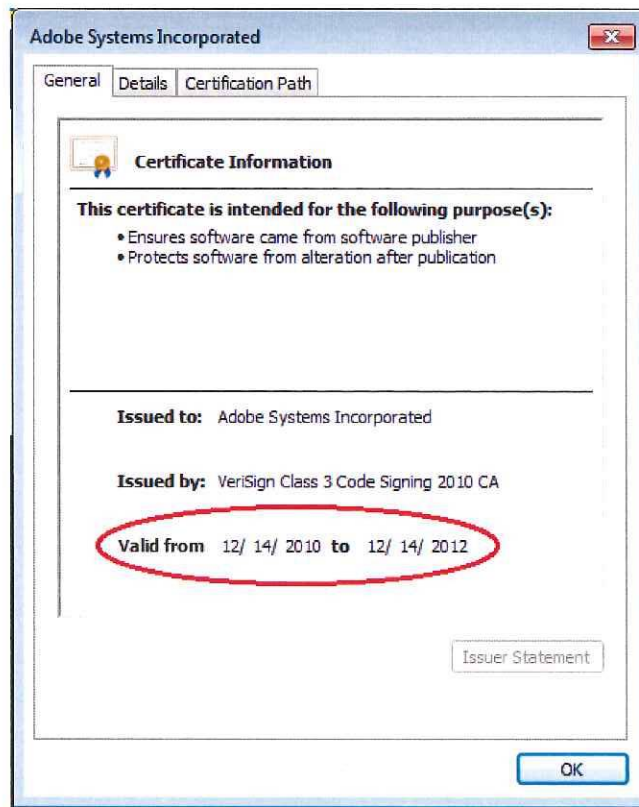 Adobe Systems Incorporated
General Details Certification Path
Certificate Information
This certificate is intended for the following purpose(s):
• Ensures software came from software publisher
• Protects software from alteration after publication
Issued to: Adobe Systems Incorporated
Issued by: VeriSign Class 3 Code Signing 2010 CA
Valid from 12/ 14/ 2010 to 12/ 14/ 2012
Issuer Statement
OK